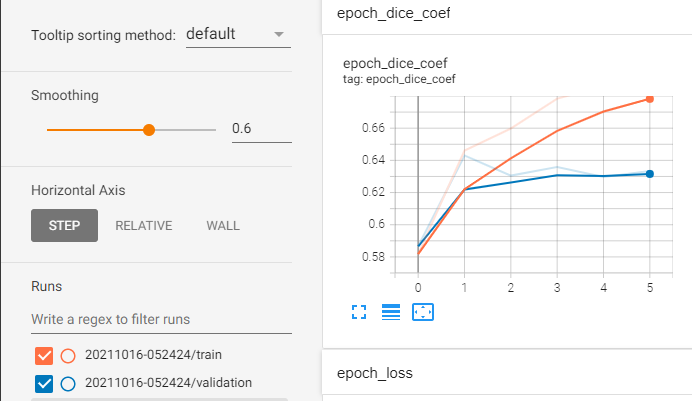 Tooltip sorting method: default
Smoothing
0.6
Horizontal Axis
STEP RELATIVE WALL
Runs
Write a regex to filter runs
20211016-052424/train
20211016-052424/validation
epoch_dice_coef
epoch_dice_coef
tag: epoch_dice_coef
0.66
0.64
0.62
0.6
0.58
0 1 2 3 4 5
epoch_loss